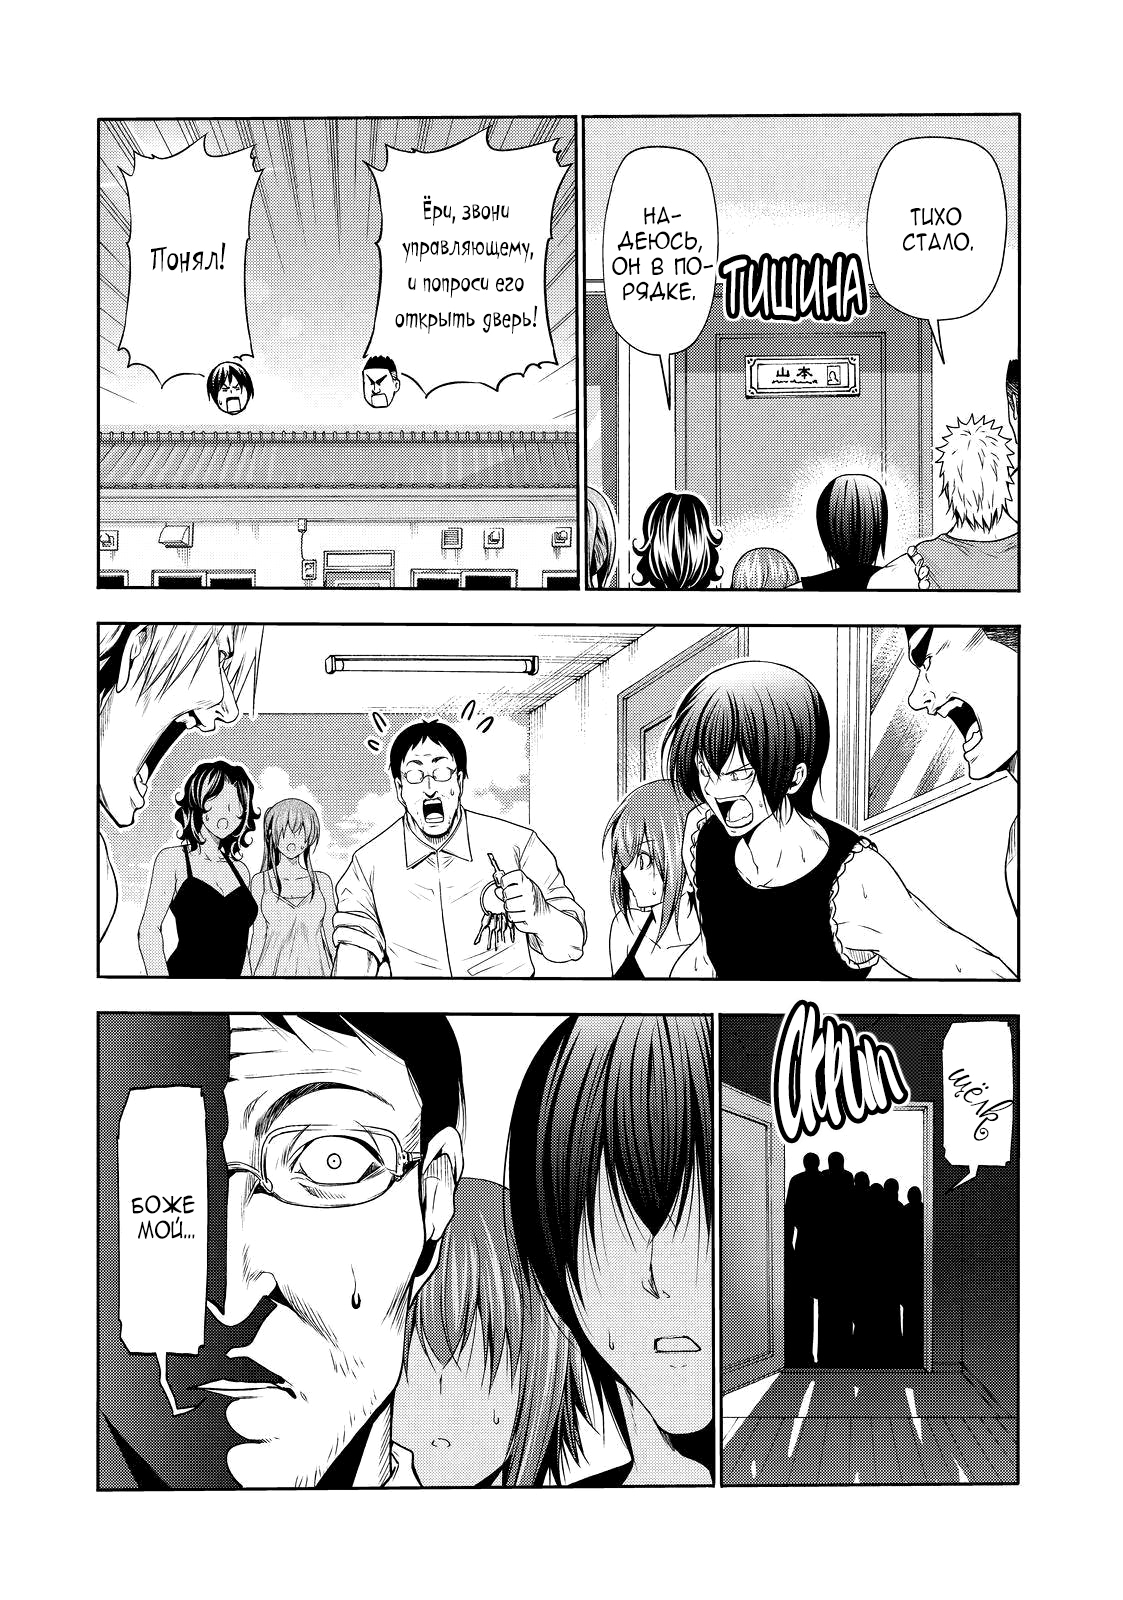 ТИХО
СТАЛО.
НА-
ДЕЮСЬ,
ОН В ПО-
РЯДКЕ.
ТИШИНА
山本
Ёри, звони
управляющему,
и попроси его
открыть дверь!
Понял!
щёлк
СКРИП
БОЖЕ
МОЙ...